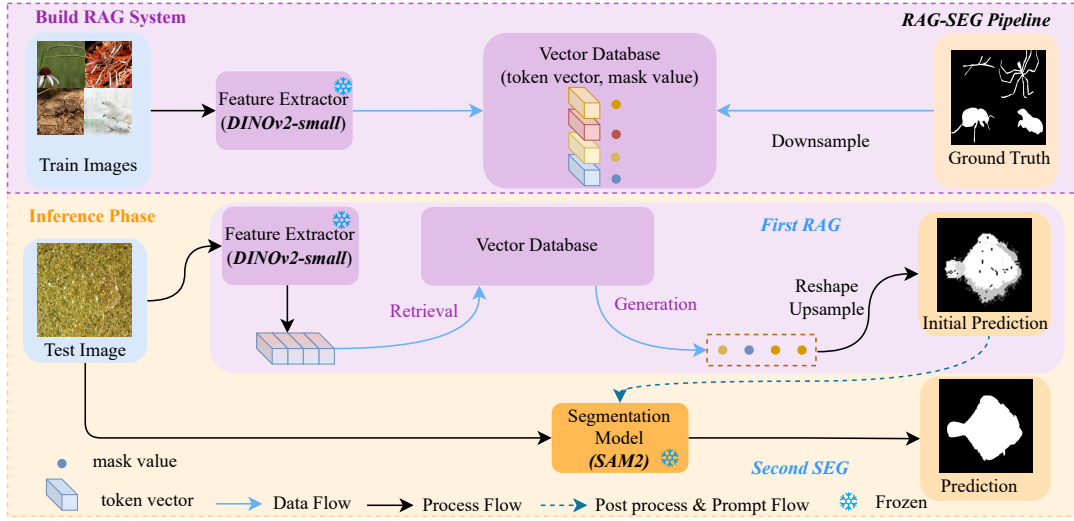 Build RAG System
RAG-SEG Pipeline
Train Images
Feature Extractor
(DINOv2-small)
Vector Database
(token vector, mask value)
Downsample
Ground Truth
Inference Phase
First RAG
Test Image
Feature Extractor
(DINOv2-small)
Vector Database
Retrieval
Generation
Reshape
Upsample
Initial Prediction
Segmentation
Model
(SAM2)
Second SEG
Prediction
mask value
token vector
Data Flow
Process Flow
Post process & Prompt Flow
Frozen